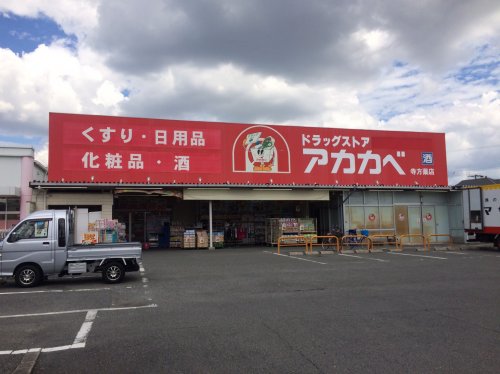 くすり・日用品
化粧品・酒
ドラッグストア
アカカベ
酒
寺方薬店